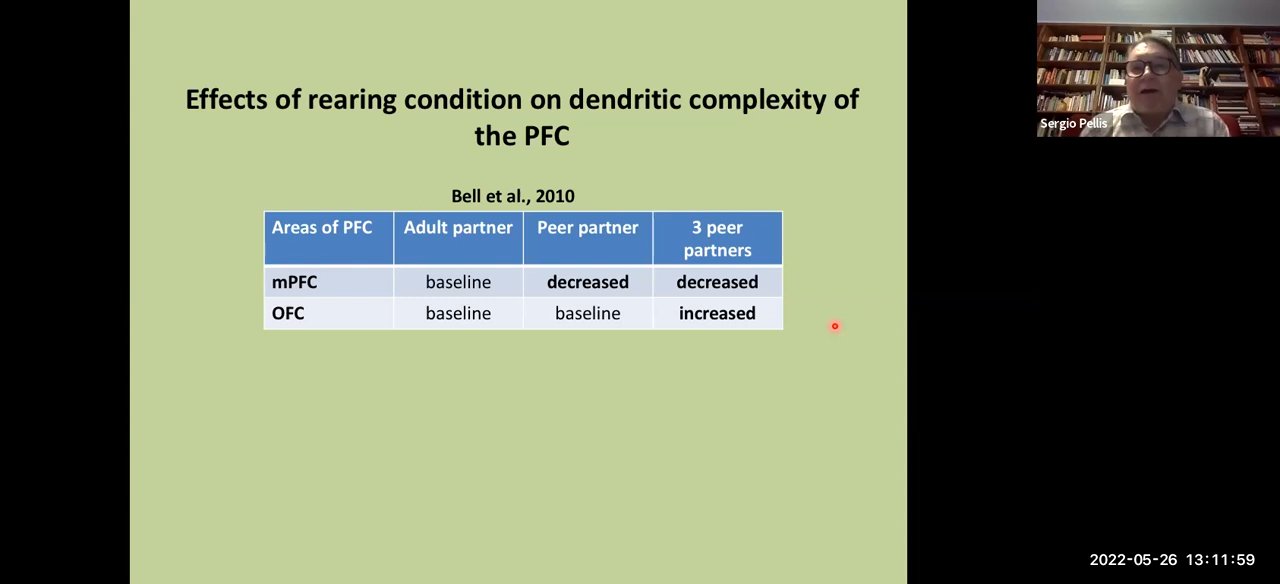 Effects of rearing condition on dendritic complexity of
the PFC
Bell et al., 2010
Areas of PFC Adult partner Peer partner 3 peer
partners
mPFC baseline decreased decreased
OFC baseline baseline increased
Sergio Pellis
2022-05-26 13:11:59